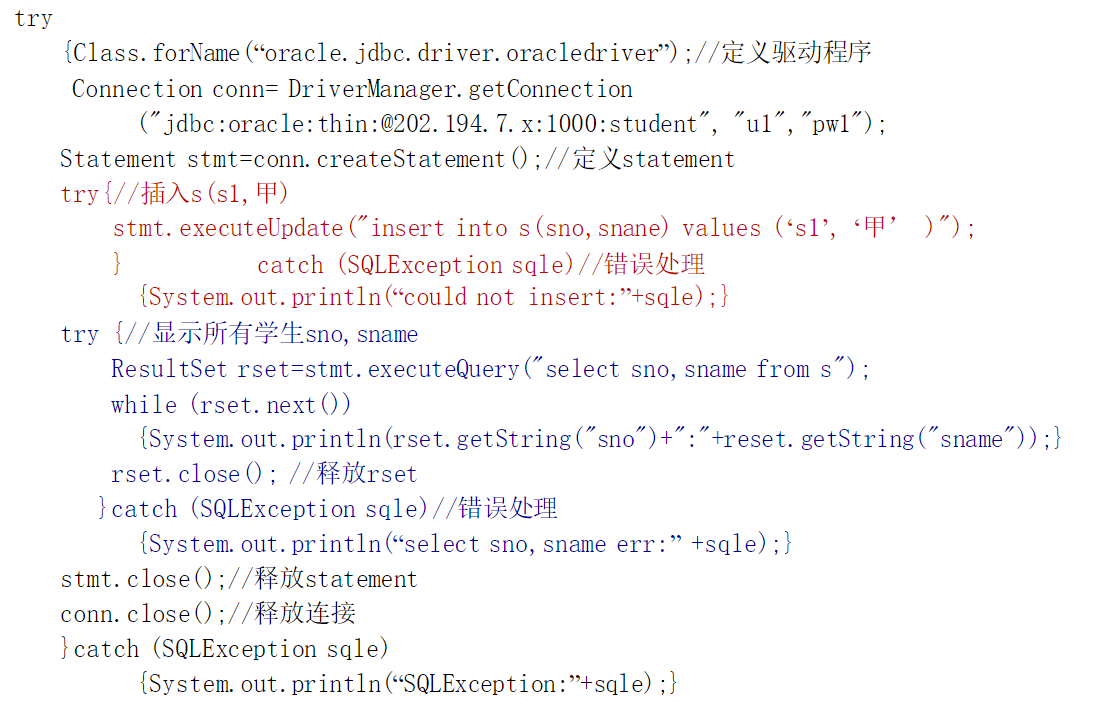 try
{Class.forName(“oracle.jdbc.driver.oracledriver”);//定义驱动程序
Connection conn= DriverManager.getConnection
("jdbc:oracle:thin:@202.194.7.x:1000:student", "u1","pw1");
Statement stmt=conn.createStatement();//定义statement
try{//插入s(s1,甲)
stmt.executeUpdate("insert into s(sno,snane) values (‘s1’, ‘甲’ )");
} catch (SQLException sqle)//错误处理
{System.out.println(“could not insert:”+sqle);}
try {//显示所有学生sno,sname
ResultSet rset=stmt.executeQuery("select sno,sname from s");
while (rset.next())
{System.out.println(rset.getString("sno")+":"+reset.getString("sname"));}
rset.close(); //释放rset
}catch (SQLException sqle)//错误处理
{System.out.println(“select sno,sname err:” +sqle);}
stmt.close();//释放statement
conn.close();//释放连接
}catch (SQLException sqle)
{System.out.println(“SQLException:”+sqle);}